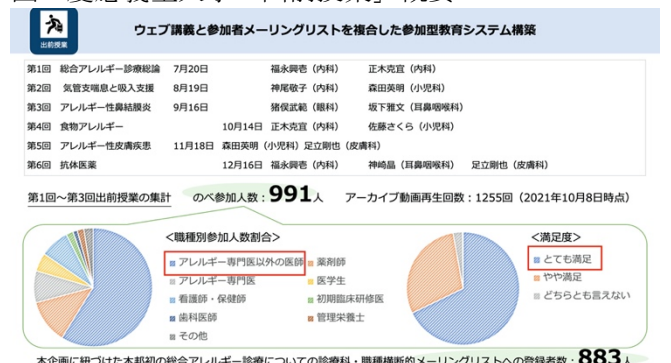 ウェブ講義と参加者メーリングリストを複合した参加型教育システム構築
出前授業
第1回 総合アレルギー診療総論 7月20日 福永興壱（内科） 正木克宜（内科）
第2回 気管支喘息と吸入支援 8月19日 神尾敬子（内科） 森田英明（小児科）
第3回 アレルギー性鼻結膜炎 9月16日 猪俣武範（眼科） 坂下雅文（耳鼻咽喉科）
第4回 食物アレルギー 10月14日 正木克宜（内科） 佐藤さくら（小児科）
第5回 アレルギー性皮膚疾患 11月18日 森田英明（小児科）足立剛也（皮膚科）
第6回 抗体医薬 12月16日 福永興壱（内科） 神崎晶（耳鼻咽喉科） 足立剛也（皮膚科）
第1回～第3回出前授業の集計 のべ参加人数：991人 アーカイブ動画再生回数：1255回（2021年10月8日時点）
＜職種別参加人数割合＞ ＜満足度＞
アレルギー専門医以外の医師 薬剤師 とても満足
アレルギー専門医 医学生 やや満足
看護師・保健師 初期臨床研修医 どちらとも言えない
歯科医師 管理栄養士
その他
本企画に紐づけた本邦初の総合アレルギー診療についての診療科・職種横断的メーリングリストへの登録者数：883人